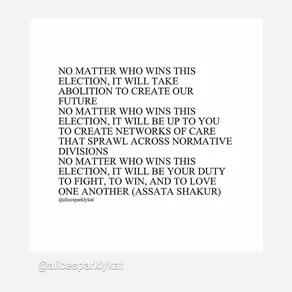 NO MATTER WHO WINS THIS
ELECTION, IT WILL TAKE
ABOLITION TO CREATE OUR
FUTURE
NO MATTER WHO WINS THIS
ELECTION, IT WILL BE UP TO YOU
TO CREATE NETWORKS OF CARE
THAT SPRAWL ACROSS NORMATIVE
DIVISIONS
NO MATTER WHO WINS THIS
ELECTION, IT WILL BE YOUR DUTY
TO FIGHT, TO WIN, AND TO LOVE
ONE ANOTHER (ASSATA SHAKUR)
@alicesparklykat
@alicesparklykat